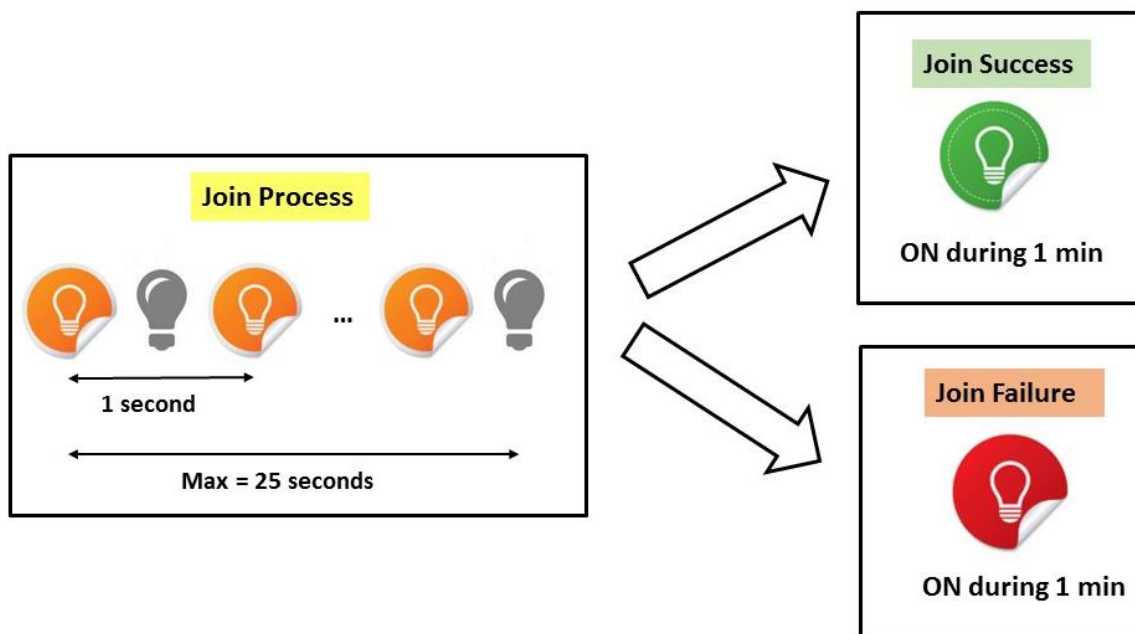 Join Process
...
1 second
Max = 25 seconds
Join Success
ON during 1 min
Join Failure
ON during 1 min